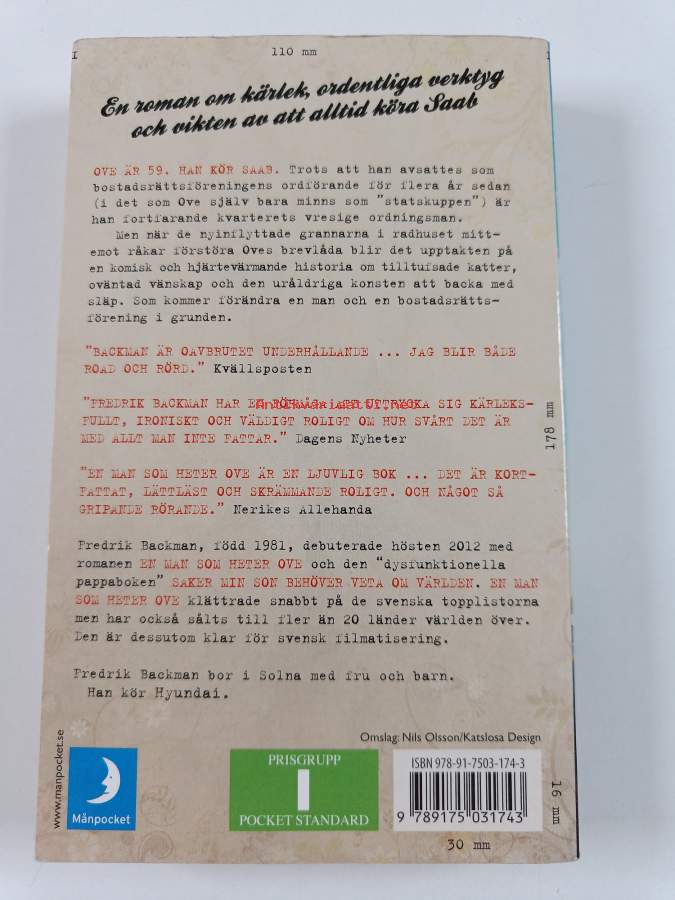 110 mm
En roman om kärlek, ordentliga verktyg
och vikten av att alltid köra Saab
OVE ÄR 59. HAN KÖR SAAB. Trots att han avsattes som
bostadsrättsföreningens ordförande för flera år sedan
(i det som Ove själv bara minns som "statskuppen") är
han fortfarande kvarterets vresige ordningsman.
Men när de nyinflyttade grannarna i radhuset mitt-
emot råkar förstöra Oves brevlåda blir det upptakten på
en komisk och hjärtevärmande historia om tilltufsade katter,
oväntad vänskap och den uråldriga konsten att backa med
släp. Som kommer förändra en man och en bostadsrätts-
förening i grunden.
"BACKMAN ÄR OAVBRUTET UNDERHÅLLANDE ... JAG BLIR BÅDE
ROAD OCH RÖRD." Kvällsposten
"FREDRIK BACKMAN HAR EN FÖRMÅGA ATT UTTRYCKA SIG KÄRLEKS-
FULLT, IRONISKT OCH VÄLDIGT ROLIGT OM HUR SVÅRT DET ÄR
MED ALLT MAN INTE FATTAR." Dagens Nyheter
Antikvariaatti.net
178 mm
"EN MAN SOM HETER OVE ÄR EN LJUVLIG BOK ... DET ÄR KORT-
FATTAT, LÄTTLÄST OCH SKRÄMMANDE ROLIGT. OCH NÅGOT SÅ
GRIPANDE RÖRANDE." Nerikes Allehanda
Fredrik Backman, född 1981, debuterade hösten 2012 med
romanen EN MAN SOM HETER OVE och den "dysfunktionella
pappaboken" SAKER MIN SON BEHÖVER VETA OM VÄRLDEN. EN MAN
SOM HETER OVE klättrade snabbt på de svenska topplistorna
men har också sålts till fler än 20 länder världen över.
Den är dessutom klar för svensk filmatisering.
Fredrik Backman bor i Solna med fru och barn.
Han kör Hyundai.
Omslag: Nils Olsson/Katslosa Design
www.manpocket.se
Månpocket
PRISGRUPP
1
POCKET STANDARD
ISBN 978-91-7503-174-3
9 789175 031743
16 mm
30 mm